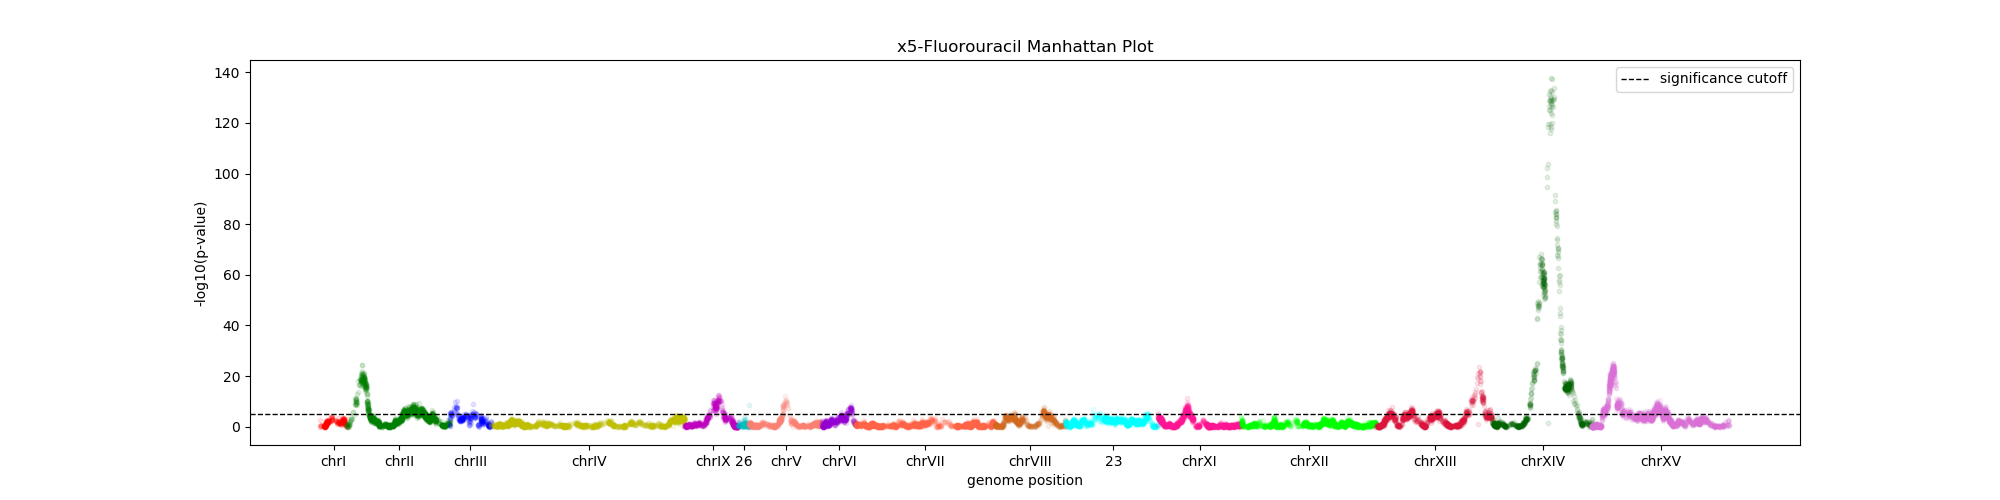 x5-Fluorouracil Manhattan Plot
140
120
100
80
60
40
20
0
-log10(p-value)
significance cutoff
chrI chrII chrIII chrIV chrIX 26 chrV chrVI chrVII chrVIII 23 chrXI chrXII chrXIII chrXIV chrXV
genome position